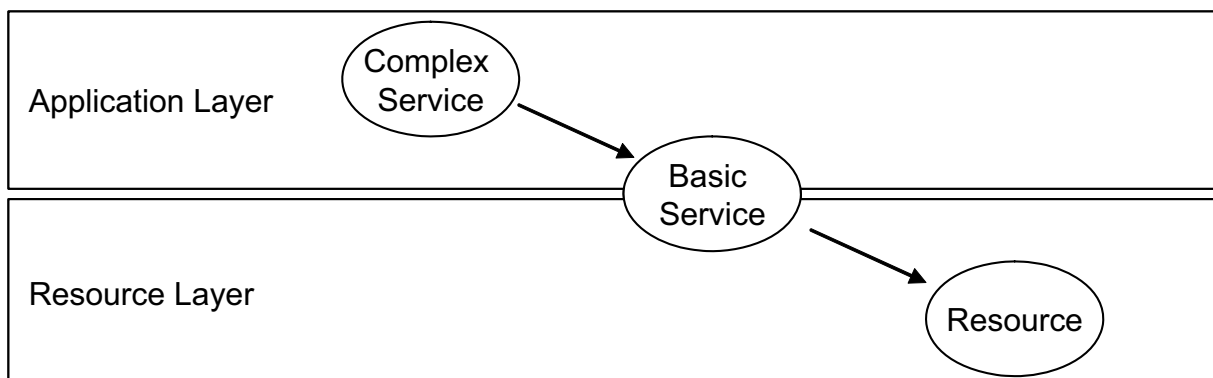 Complex
Service
Application Layer
Basic
Service
Resource Layer
Resource